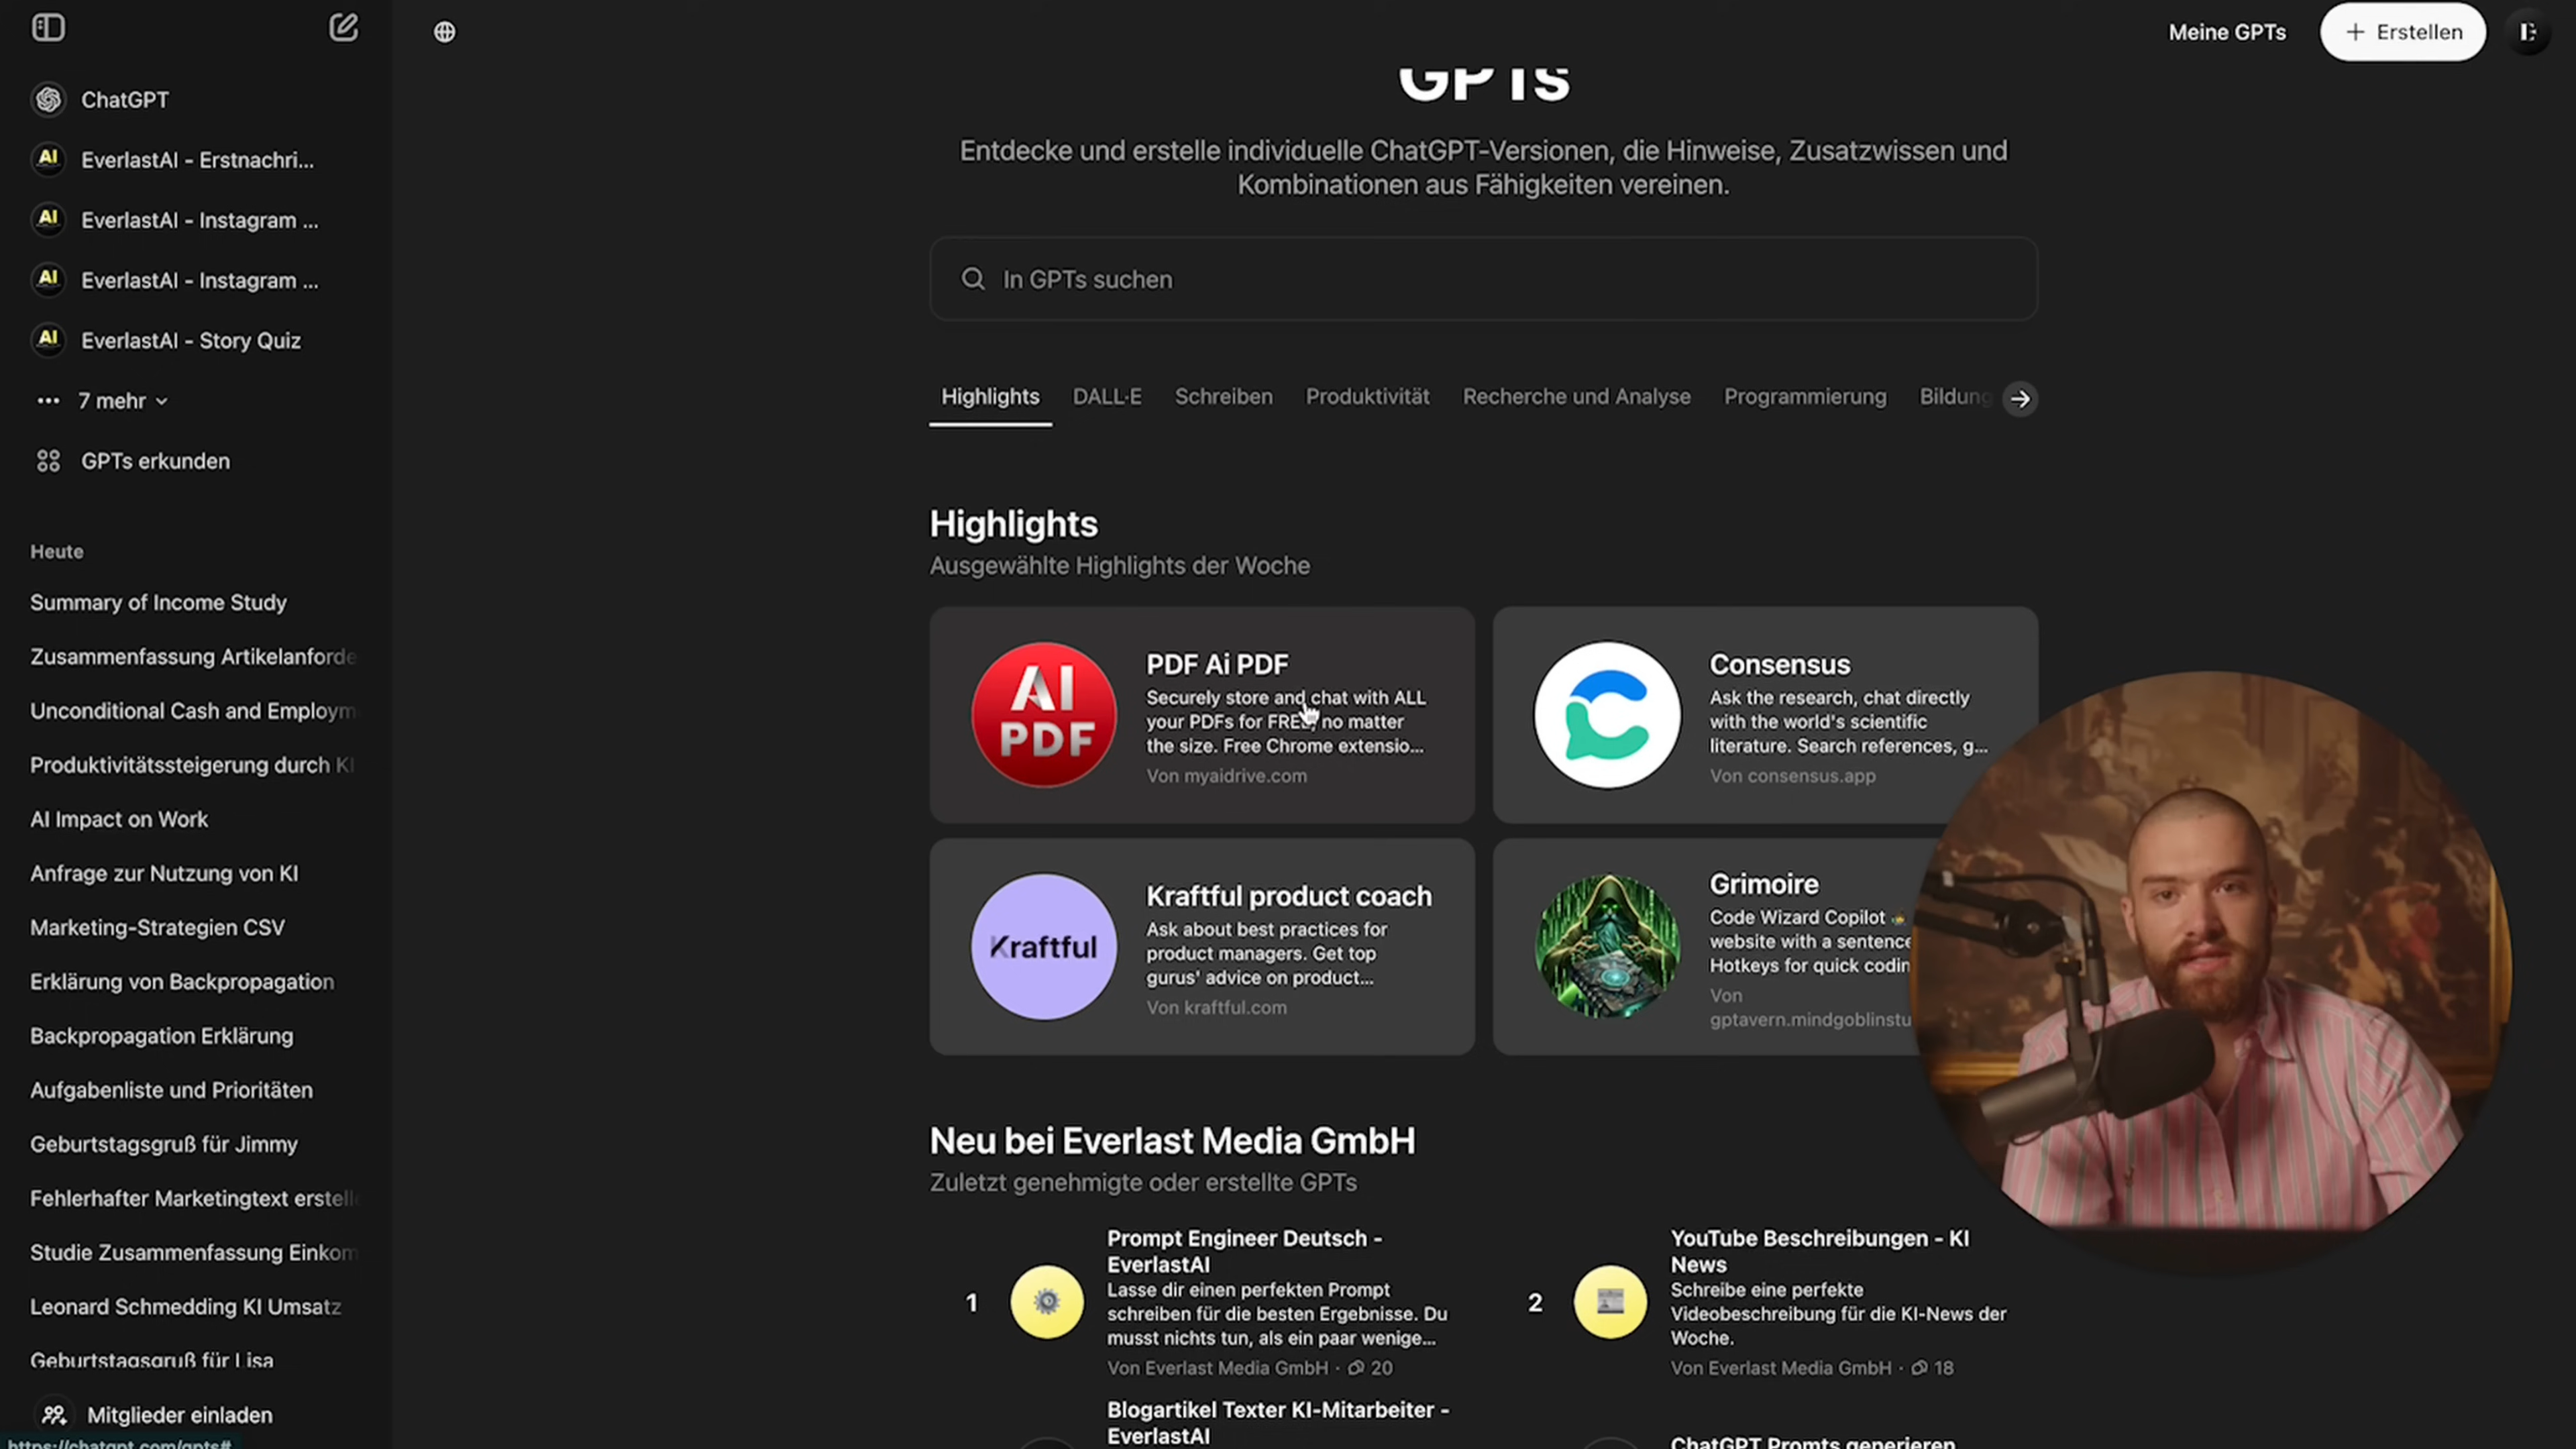 Meine GPTs
Erstellen
ChatGPT
EverlastAI - Erstnachri...
EverlastAI - Instagram ...
EverlastAI - Instagram ...
EverlastAI - Story Quiz
7 mehr
GPTs erkunden
Heute
Summary of Income Study
Zusammenfassung Artikelanforde
Unconditional Cash and Employm
Produktivitätssteigerung durch KI
AI Impact on Work
Anfrage zur Nutzung von KI
Marketing-Strategien CSV
Erklärung von Backpropagation
Backpropagation Erklärung
Aufgabenliste und Prioritäten
Geburtstagsgruß für Jimmy
Fehlerhafter Marketingtext erstell
Studie Zusammenfassung Einkom
Leonard Schmedding KI Umsatz
Geburtstagsgruß für Lisa
Mitglieder einladen
https://chatgpt.com/gpts#
GPTs
Entdecke und erstelle individuelle ChatGPT-Versionen, die Hinweise, Zusatzwissen und
Kombinationen aus Fähigkeiten vereinen.
In GPTs suchen
Highlights DALL·E Schreiben Produktivität Recherche und Analyse Programmierung Bildung
Highlights
Ausgewählte Highlights der Woche
AI
PDF
PDF Ai PDF
Securely store and chat with ALL
your PDFs for FREE, no matter
the size. Free Chrome extensio...
Von myaidrive.com
Consensus
Ask the research, chat directly
with the world's scientific
literature. Search references, g...
Von consensus.app
Kraftful
Kraftful product coach
Ask about best practices for
product managers. Get top
gurus' advice on product...
Von kraftful.com
Grimoire
Code Wizard Copilot
website with a sentence
Hotkeys for quick codin
Von
gptavern.mindgoblinstu
Neu bei Everlast Media GmbH
Zuletzt genehmigte oder erstellte GPTs
1
Prompt Engineer Deutsch -
EverlastAI
Lasse dir einen perfekten Prompt
schreiben für die besten Ergebnisse. Du
musst nichts tun, als ein paar wenige...
Von Everlast Media GmbH · 20
2
YouTube Beschreibungen - KI
News
Schreibe eine perfekte
Videobeschreibung für die KI-News der
Woche.
Von Everlast Media GmbH · 18
Blogartikel Texter KI-Mitarbeiter -
EverlastAI
ChatGPT Promts generieren